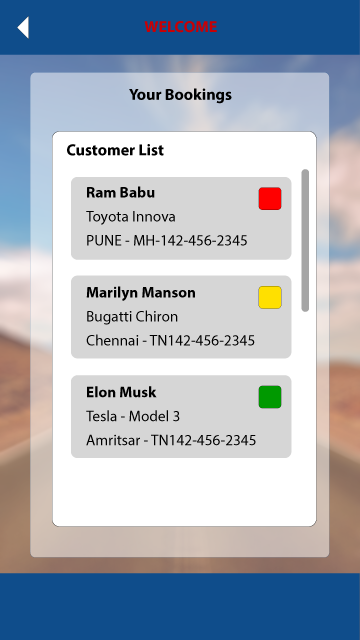 WELCOME
Your Bookings
Customer List
Ram Babu
Toyota Innova
PUNE - MH-142-456-2345
Marilyn Manson
Bugatti Chiron
Chennai - TN142-456-2345
Elon Musk
Tesla - Model 3
Amritsar - TN142-456-2345